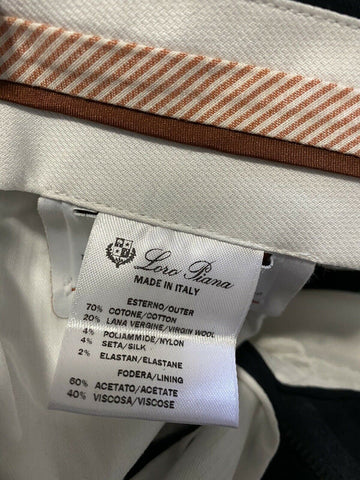 Loro Piana
MADE IN ITALY
ESTERNO/OUTER
70% COTONE/COTTON
20% LANA VERGINE/VIRGIN WOOL
4% POLIAMMIDE/NYLON
4% SETA/SILK
2% ELASTAN/ELASTANE
FODERA/LINING
60% ACETATO/ACETATE
40% VISCOSA/VISCOSE